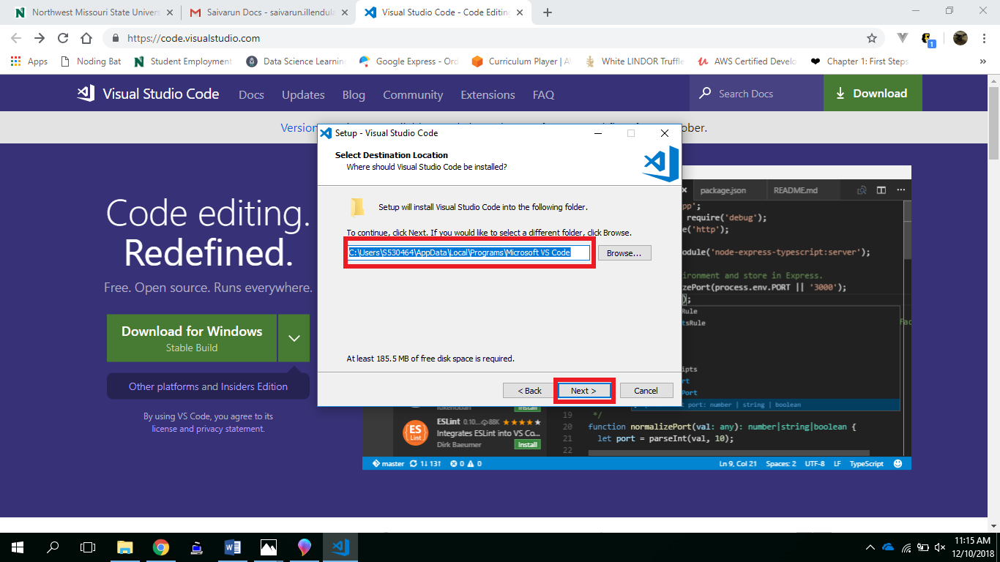 Northwest Missouri State Univers
Saivarun Docs - saivarun.illendula
Visual Studio Code - Code Editing
https://code.visualstudio.com
1
Apps
Noding Bat
Student Employment
Data Science Learning
Google Express - Ord
Curriculum Player | A
White LINDOR Truffle
AWS Certified Develo
Chapter 1: First Steps
Visual Studio Code
Docs
Updates
Blog
Community
Extensions
FAQ
Search Docs
Download
Version
ober.
Setup - Visual Studio Code
Select Destination Location
Where should Visual Studio Code be installed?
Setup will install Visual Studio Code into the following folder.
To continue, click Next. If you would like to select a different folder, click Browse.
C:\Users\S530464\AppData\Local\Programs\Microsoft VS Code
Browse...
At least 185.5 MB of free disk space is required.
< Back
Next >
Cancel
Code editing.
Redefined.
Free. Open source. Runs everywhere.
Download for Windows
Stable Build
Other platforms and Insiders Edition
By using VS Code, you agree to its
license and privacy statement.
package.json
README.md
pp';
require('debug');
e('http');
odule('node-express-typescript:server');
ironment and store in Express.
zePort(process.env.PORT || '3000');
);
Rule
tsRule
ipts
rt
Port
port: number | string | boolean
Install
ESLint 0.10... 88K
Integrates ESLint into VS Co...
Dirk Baeumer
Install
ES
Lint
19 */
20 function normalizePort(val: any): number|string|boolean {
21 let port = parseInt(val, 10);
22
master
1↓ 13↑
0
0
Ln 9, Col 21
Spaces: 2
UTF-8
LF
TypeScript
11:15 AM
12/10/2018